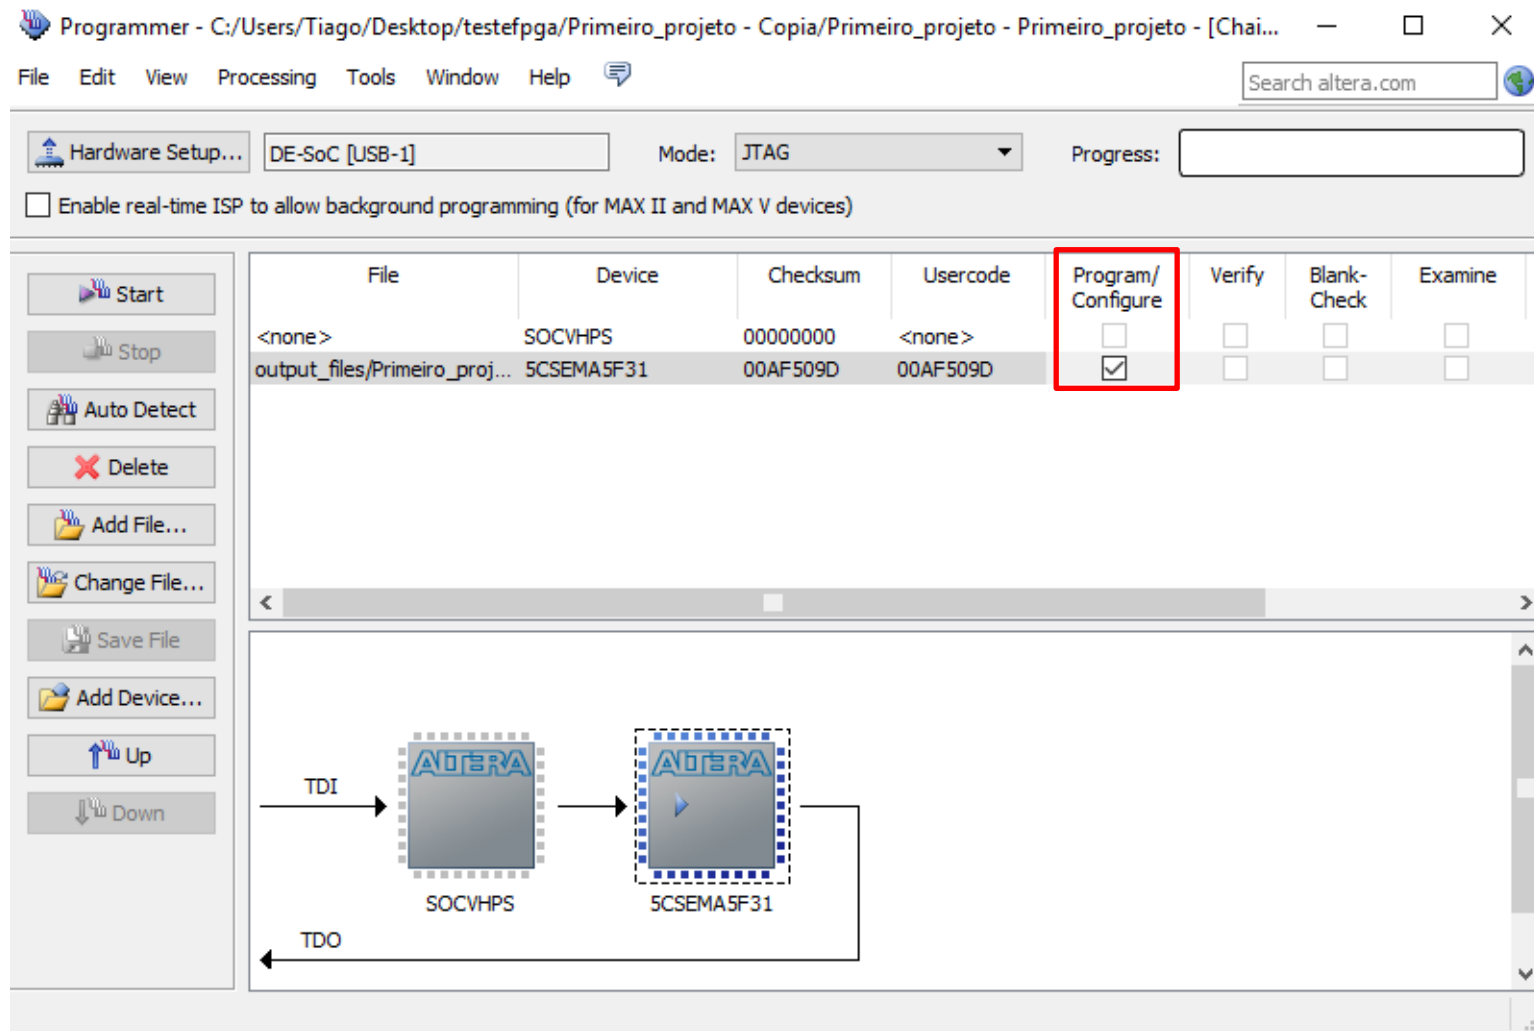 Programmer - C:/Users/Tiago/Desktop/testefpga/Primeiro_projeto - Copia/Primeiro_projeto - Primeiro_projeto - [Chai...
File Edit View Processing Tools Window Help Search altera.com
Hardware Setup... DE-SoC [USB-1] Mode: JTAG Progress:
Enable real-time ISP to allow background programming (for MAX II and MAX V devices)
Start
Stop
Auto Detect
Delete
Add File...
Change File...
Save File
Add Device...
Up
Down
File Device Checksum Usercode Program/ Verify Blank- Examine
Configure Check
<none> SOCVHPS 00000000 <none>
output_files/Primeiro_proj... 5CSEMA5F31 00AF509D 00AF509D
ALTERA ALTERA
TDI
SOCVHPS 5CSEMA5F31
TDO